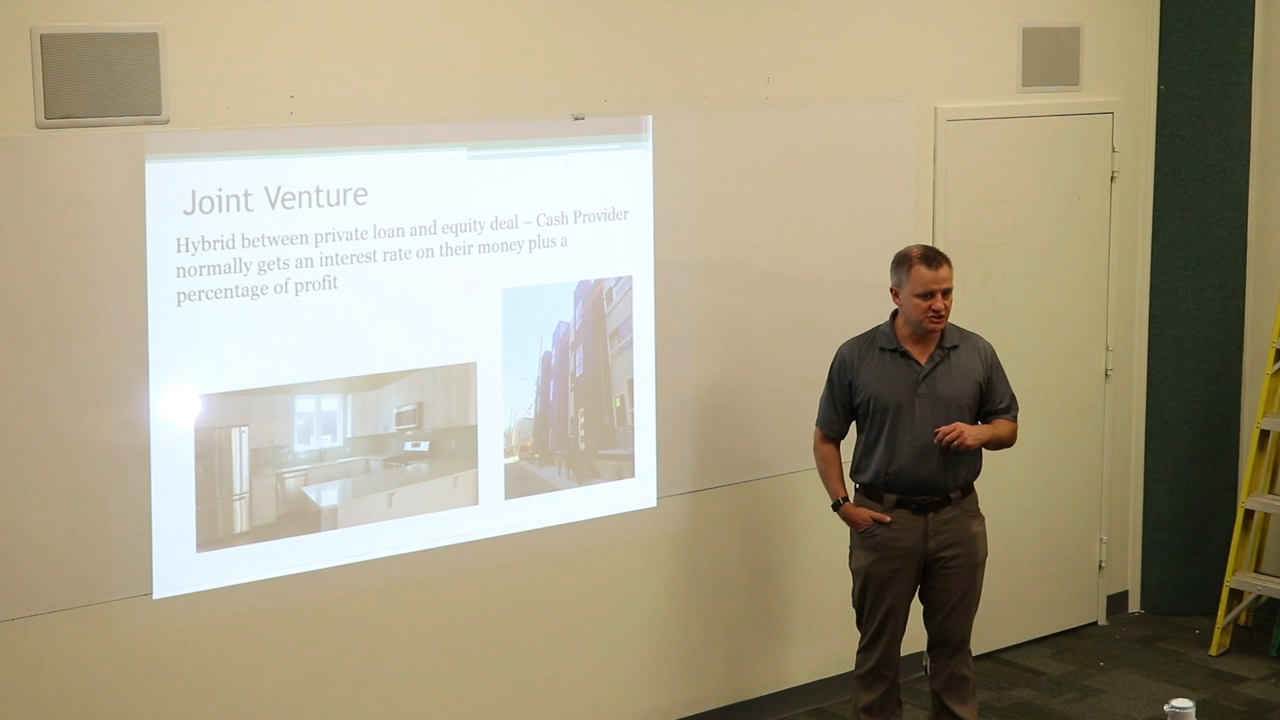 Joint Venture
Hybrid between private loan and equity deal – Cash Provider
normally gets an interest rate on their money plus a
percentage of profit